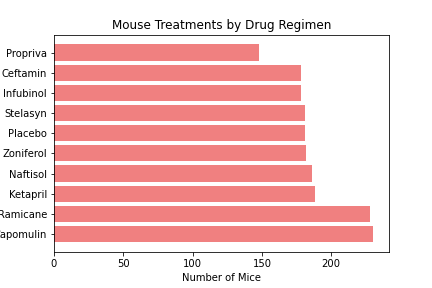 Mouse Treatments by Drug Regimen
Propriva
Ceftamin
Infubinol
Stelasyn
Placebo
Zoniferol
Naftisol
Ketapril
Ramicane
apomulin
0 50 100 150 200
Number of Mice